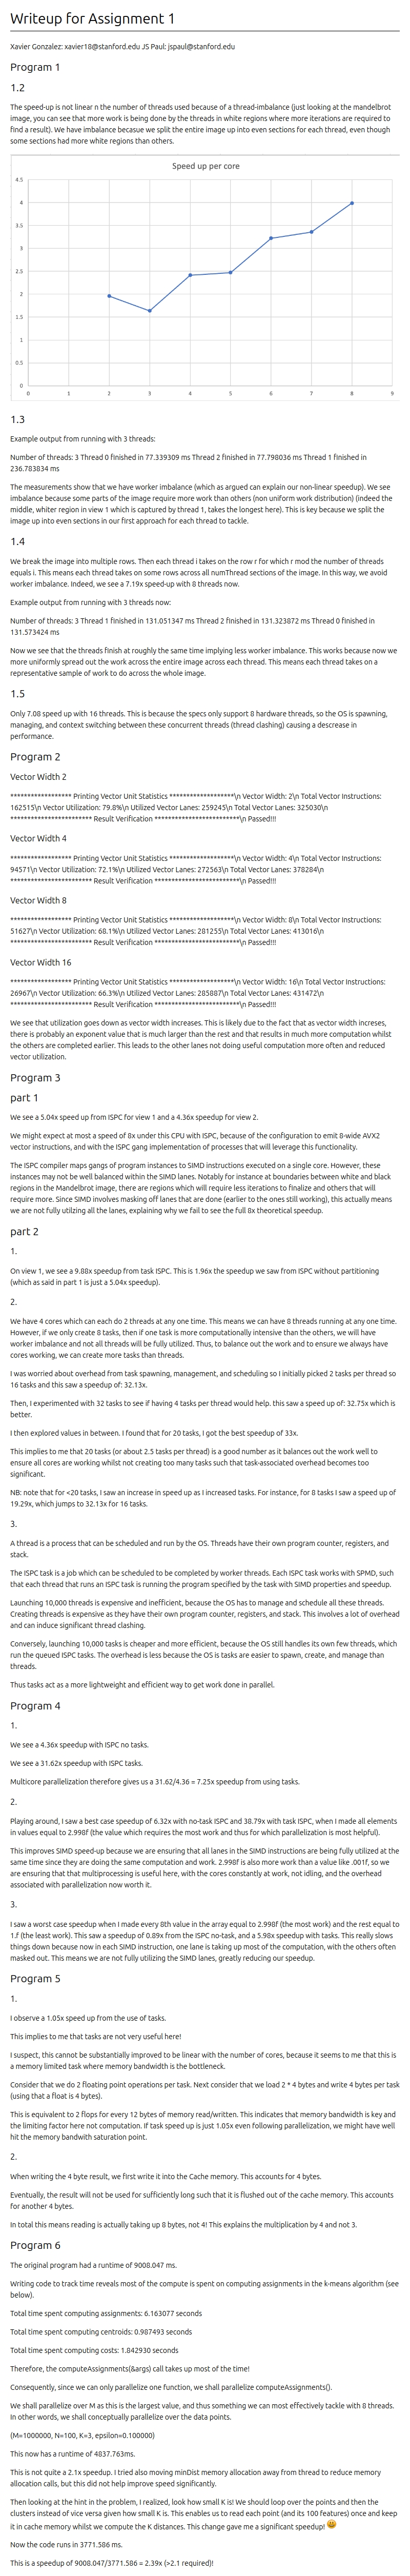 Writeup for Assignment 1
Xavier Gonzalez: xavier18@stanford.edu JS Paul: jspaul@stanford.edu
Program 1
1.2
The speed-up is not linear n the number of threads used because of a thread-imbalance (just looking at the mandelbrot
image, you can see that more work is being done by the threads in white regions where more iterations are required to
find a result). We have imbalance becasue we split the entire image up into even sections for each thread, even though
some sections had more white regions than others.
Speed up per core
4.5
4
3.5
3
2.5
2
1.5
1
0.5
0
0 1 2 3 4 5 6 7 8 9
1.3
Example output from running with 3 threads:
Number of threads: 3 Thread 0 finished in 77.339309 ms Thread 2 finished in 77.798036 ms Thread 1 finished in
236.783834 ms
The measurements show that we have worker imbalance (which as argued can explain our non-linear speedup). We see
imbalance because some parts of the image require more work than others (non uniform work distribution) (indeed the
middle, whiter region in view 1 which is captured by thread 1, takes the longest here). This is key because we split the
image up into even sections in our first approach for each thread to tackle.
1.4
We break the image into multiple rows. Then each thread i takes on the row r for which r mod the number of threads
equals i. This means each thread takes on some rows across all numThread sections of the image. In this way, we avoid
worker imbalance. Indeed, we see a 7.19x speed-up with 8 threads now.
Example output from running with 3 threads now:
Number of threads: 3 Thread 1 finished in 131.051347 ms Thread 2 finished in 131.323872 ms Thread 0 finished in
131.573424 ms
Now we see that the threads finish at roughly the same time implying less worker imbalance. This works because now we
more uniformly spread out the work across the entire image across each thread. This means each thread takes on a
representative sample of work to do across the whole image.
1.5
Only 7.08 speed up with 16 threads. This is because the specs only support 8 hardware threads, so the OS is spawning,
managing, and context switching between these concurrent threads (thread clashing) causing a descrease in
performance.
Program 2
Vector Width 2
****************** Printing Vector Unit Statistics *******************\n Vector Width: 2\n Total Vector Instructions:
162515\n Vector Utilization: 79.8%\n Utilized Vector Lanes: 259245\n Total Vector Lanes: 325030\n
************************ Result Verification *************************\n Passed!!!
Vector Width 4
****************** Printing Vector Unit Statistics *******************\n Vector Width: 4\n Total Vector Instructions:
94571\n Vector Utilization: 72.1%\n Utilized Vector Lanes: 272563\n Total Vector Lanes: 378284\n
************************ Result Verification *************************\n Passed!!!
Vector Width 8
****************** Printing Vector Unit Statistics *******************\n Vector Width: 8\n Total Vector Instructions:
51627\n Vector Utilization: 68.1%\n Utilized Vector Lanes: 281255\n Total Vector Lanes: 413016\n
************************ Result Verification *************************\n Passed!!!
Vector Width 16
****************** Printing Vector Unit Statistics *******************\n Vector Width: 16\n Total Vector Instructions:
26967\n Vector Utilization: 66.3%\n Utilized Vector Lanes: 285887\n Total Vector Lanes: 431472\n
************************ Result Verification *************************\n Passed!!!
We see that utilization goes down as vector width increases. This is likely due to the fact that as vector width increses,
there is probably an exponent value that is much larger than the rest and that results in much more computation whilst
the others are completed earlier. This leads to the other lanes not doing useful computation more often and reduced
vector utilization.
Program 3
part 1
We see a 5.04x speed up from ISPC for view 1 and a 4.36x speedup for view 2.
We might expect at most a speed of 8x under this CPU with ISPC, because of the configuration to emit 8-wide AVX2
vector instructions, and with the ISPC gang implementation of processes that will leverage this functionality.
The ISPC compiler maps gangs of program instances to SIMD instructions executed on a single core. However, these
instances may not be well balanced within the SIMD lanes. Notably for instance at boundaries between white and black
regions in the Mandelbrot image, there are regions which will require less iterations to finalize and others that will
require more. Since SIMD involves masking off lanes that are done (earlier to the ones still working), this actually means
we are not fully utilzing all the lanes, explaining why we fail to see the full 8x theoretical speedup.
part 2
1.
On view 1, we see a 9.88x speedup from task ISPC. This is 1.96x the speedup we saw from ISPC without partitioning
(which as said in part 1 is just a 5.04x speedup).
2.
We have 4 cores which can each do 2 threads at any one time. This means we can have 8 threads running at any one time.
However, if we only create 8 tasks, then if one task is more computationally intensive than the others, we will have
worker imbalance and not all threads will be fully utilized. Thus, to balance out the work and to ensure we always have
cores working, we can create more tasks than threads.
I was worried about overhead from task spawning, management, and scheduling so I initially picked 2 tasks per thread so
16 tasks and this saw a speedup of: 32.13x.
Then, I experimented with 32 tasks to see if having 4 tasks per thread would help. this saw a speed up of: 32.75x which is
better.
I then explored values in between. I found that for 20 tasks, I got the best speedup of 33x.
This implies to me that 20 tasks (or about 2.5 tasks per thread) is a good number as it balances out the work well to
ensure all cores are working whilst not creating too many tasks such that task-associated overhead becomes too
significant.
NB: note that for <20 tasks, I saw an increase in speed up as I increased tasks. For instance, for 8 tasks I saw a speed up of
19.29x, which jumps to 32.13x for 16 tasks.
3.
A thread is a process that can be scheduled and run by the OS. Threads have their own program counter, registers, and
stack.
The ISPC task is a job which can be scheduled to be completed by worker threads. Each ISPC task works with SPMD, such
that each thread that runs an ISPC task is running the program specified by the task with SIMD properties and speedup.
Launching 10,000 threads is expensive and inefficient, because the OS has to manage and schedule all these threads.
Creating threads is expensive as they have their own program counter, registers, and stack. This involves a lot of overhead
and can induce significant thread clashing.
Conversely, launching 10,000 tasks is cheaper and more efficient, because the OS still handles its own few threads, which
run the queued ISPC tasks. The overhead is less because the OS is tasks are easier to spawn, create, and manage than
threads.
Thus tasks act as a more lightweight and efficient way to get work done in parallel.
Program 4
1.
We see a 4.36x speedup with ISPC no tasks.
We see a 31.62x speedup with ISPC tasks.
Multicore parallelization therefore gives us a 31.62/4.36 = 7.25x speedup from using tasks.
2.
Playing around, I saw a best case speedup of 6.32x with no-task ISPC and 38.79x with task ISPC, when I made all elements
in values equal to 2.998f (the value which requires the most work and thus for which parallelization is most helpful).
This improves SIMD speed-up because we are ensuring that all lanes in the SIMD instructions are being fully utilized at the
same time since they are doing the same computation and work. 2.998f is also more work than a value like .001f, so we
are ensuring that that multiprocessing is useful here, with the cores constantly at work, not idling, and the overhead
associated with parallelization now worth it.
3.
I saw a worst case speedup when I made every 8th value in the array equal to 2.998f (the most work) and the rest equal to
1.f (the least work). This saw a speedup of 0.89x from the ISPC no-task, and a 5.98x speedup with tasks. This really slows
things down because now in each SIMD instruction, one lane is taking up most of the computation, with the others often
masked out. This means we are not fully utilizing the SIMD lanes, greatly reducing our speedup.
Program 5
1.
I observe a 1.05x speed up from the use of tasks.
This implies to me that tasks are not very useful here!
I suspect, this cannot be substantially improved to be linear with the number of cores, because it seems to me that this is
a memory limited task where memory bandwidth is the bottleneck.
Consider that we do 2 floating point operations per task. Next consider that we load 2 * 4 bytes and write 4 bytes per task
(using that a float is 4 bytes).
This is equivalent to 2 flops for every 12 bytes of memory read/written. This indicates that memory bandwidth is key and
the limiting factor here not computation. If task speed up is just 1.05x even following parallelization, we might have well
hit the memory bandwith saturation point.
2.
When writing the 4 byte result, we first write it into the Cache memory. This accounts for 4 bytes.
Eventually, the result will not be used for sufficiently long such that it is flushed out of the cache memory. This accounts
for another 4 bytes.
In total this means reading is actually taking up 8 bytes, not 4! This explains the multiplication by 4 and not 3.
Program 6
The original program had a runtime of 9008.047 ms.
Writing code to track time reveals most of the compute is spent on computing assignments in the k-means algorithm (see
below).
Total time spent computing assignments: 6.163077 seconds
Total time spent computing centroids: 0.987493 seconds
Total time spent computing costs: 1.842930 seconds
Therefore, the computeAssignments(&args) call takes up most of the time!
Consequently, since we can only parallelize one function, we shall parallelize computeAssignments().
We shall parallelize over M as this is the largest value, and thus something we can most effectively tackle with 8 threads.
In other words, we shall conceptually parallelize over the data points.
(M=1000000, N=100, K=3, epsilon=0.100000)
This now has a runtime of 4837.763ms.
This is not quite a 2.1x speedup. I tried also moving minDist memory allocation away from thread to reduce memory
allocation calls, but this did not help improve speed significantly.
Then looking at the hint in the problem, I realized, look how small K is! We should loop over the points and then the
clusters instead of vice versa given how small K is. This enables us to read each point (and its 100 features) once and keep
it in cache memory whilst we compute the K distances from it. This change gave me a significant speedup! 😀
Now the code runs in 3771.586 ms.
This is a speedup of 9008.047/3771.586 = 2.39x (>2.1 required)!